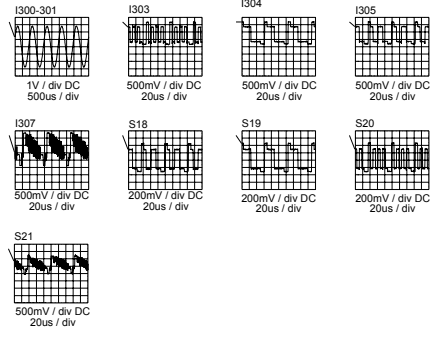 I300-301
1V / div DC
500us / div
I303
500mV / div DC
20us / div
I304
500mV / div DC
20us / div
I305
500mV / div DC
20us / div
I307
500mV / div DC
20us / div
S18
200mV / div DC
20us / div
S19
200mV / div DC
20us / div
S20
200mV / div DC
20us / div
S21
500mV / div DC
20us / div